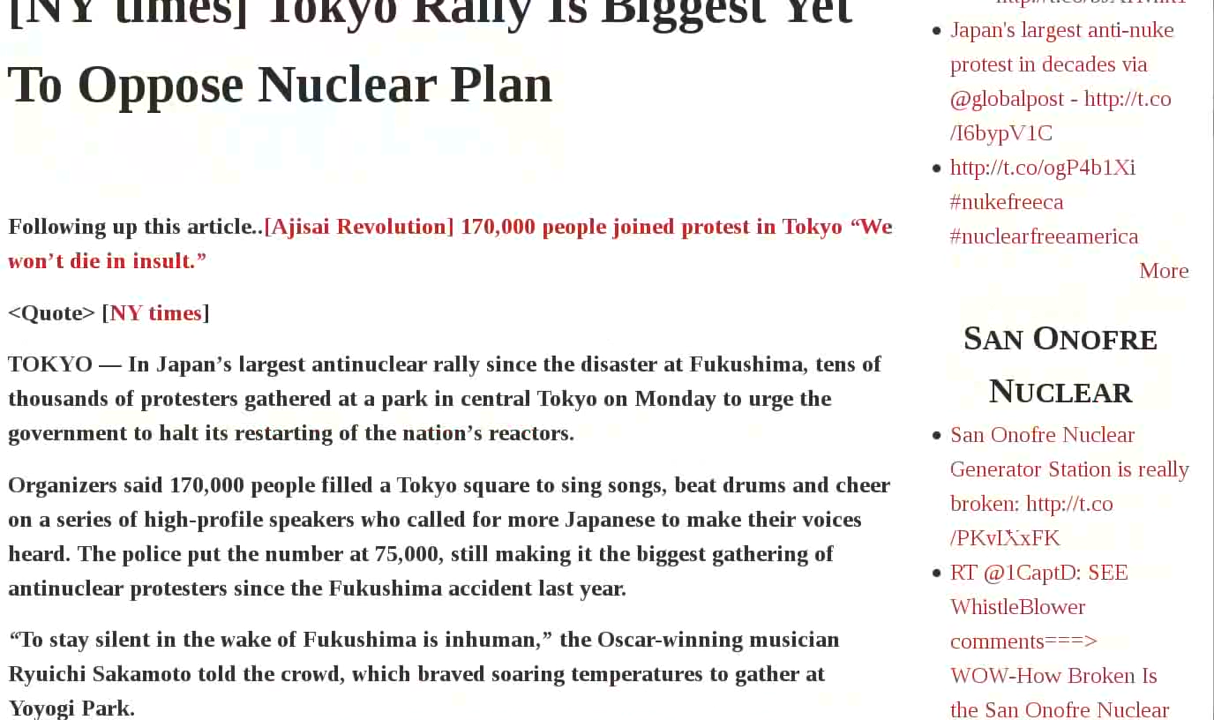 [NY times] Tokyo Rally Is Biggest Yet
To Oppose Nuclear Plan
Following up this article..[Ajisai Revolution] 170,000 people joined protest in Tokyo “We
won’t die in insult.”
<Quote> [NY times]
TOKYO — In Japan’s largest antinuclear rally since the disaster at Fukushima, tens of
thousands of protesters gathered at a park in central Tokyo on Monday to urge the
government to halt its restarting of the nation’s reactors.
Organizers said 170,000 people filled a Tokyo square to sing songs, beat drums and cheer
on a series of high-profile speakers who called for more Japanese to make their voices
heard. The police put the number at 75,000, still making it the biggest gathering of
antinuclear protesters since the Fukushima accident last year.
“To stay silent in the wake of Fukushima is inhuman,” the Oscar-winning musician
Ryuichi Sakamoto told the crowd, which braved soaring temperatures to gather at
Yoyogi Park.
Japan's largest anti-nuke
protest in decades via
@globalpost - http://t.co
/I6bypV1C
http://t.co/ogP4b1Xi
#nukefreeca
#nuclearfreeamerica
More
San Onofre
Nuclear
San Onofre Nuclear
Generator Station is really
broken: http://t.co
/PKvIXxFK
RT @1CaptD: SEE
WhistleBlower
comments===>
WOW-How Broken Is
the San Onofre Nuclear